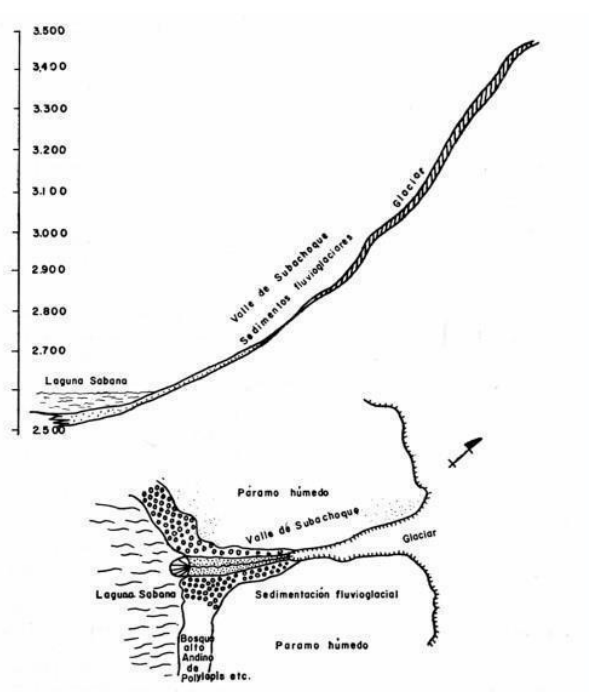 3.500
3.400
3.300
3.200
3.100
3.000
2.900
2.800
2.700
2.500
Glaciar
Valle de Subachoque
Sedimentos fluvioglaciares
Laguna Sabana
Páramo húmedo
Valle de Subachoque
Glaciar
Laguna Sabana
Sedimentación fluvioglacial
Bosque
alto
Andino
de
Polylepis etc.
Paramo húmedo